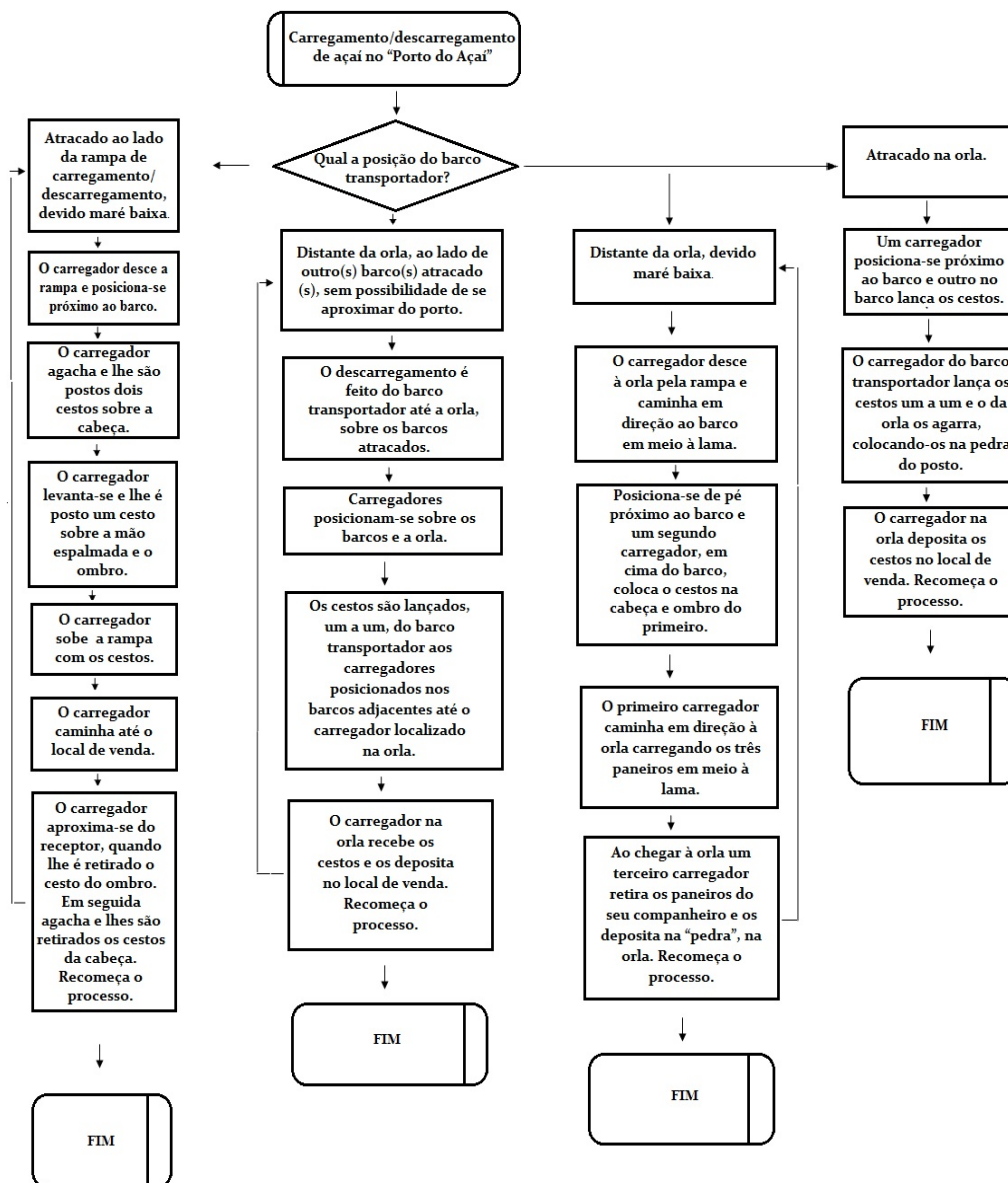 Carregamento/descarregamento
de açaí no “Porto do Açaí”
Qual a posição do barco
transportador?
Atracado ao lado
da rampa de
carregamento/
descarregamento,
devido maré baixa.
O carregador desce a
rampa e posiciona-se
próximo ao barco.
O carregador
agacha e lhe são
postos dois
cestos sobre a
cabeça.
O carregador
levanta-se e lhe é
posto um cesto
sobre a mão
espalmada e o
ombro.
O carregador
sobe a rampa
com os cestos.
O carregador
caminha até o
local de venda.
O carregador
aproxima-se do
receptor, quando
lhe é retirado o
cesto do ombro.
Em seguida
agacha e lhes são
retirados os cestos
da cabeça.
Recomeça o
processo.
FIM
Distante da orla, ao lado de
outro(s) barco(s) atracado
(s), sem possibilidade de se
aproximar do porto.
O descarregamento é
feito do barco
transportador até a orla,
sobre os barcos
atracados.
Carregadores
posicionam-se sobre os
barcos e a orla.
Os cestos são lançados,
um a um, do barco
transportador aos
carregadores
posicionados nos
barcos adjacentes até o
carregador localizado
na orla.
O carregador na
orla recebe os
cestos e os deposita
no local de venda.
Recomeça o
processo.
FIM
Distante da orla, devido
maré baixa.
O carregador desce
à orla pela rampa e
caminha em
direção ao barco
em meio à lama.
Posiciona-se de pé
próximo ao barco e
um segundo
carregador, em
cima do barco,
coloca o cestos na
cabeça e ombro do
primeiro.
O primeiro carregador
caminha em direção à
orla carregando os três
paneiros em meio à
lama.
Ao chegar à orla um
terceiro carregador
retira os paneiros do
seu companheiro e os
deposita na “pedra”, na
orla. Recomeça o
processo.
FIM
Atracado na orla.
Um carregador
posiciona-se próximo
ao barco e outro no
barco lança os cestos.
O carregador do barco
transportador lança os
cestos um a um e o da
orla os agarra,
colocando-os na pedra
do posto.
O carregador na
orla deposita os
cestos no local de
venda. Recomeça o
processo.
FIM